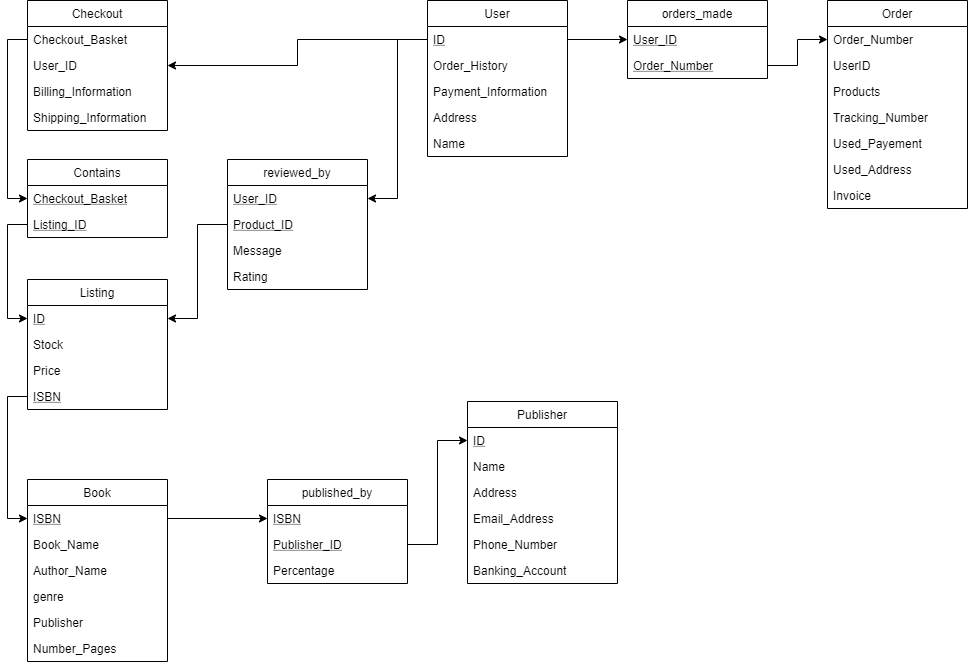 Checkout
Checkout_Basket
User_ID
Billing_Information
Shipping_Information
User
ID
Order_History
Payment_Information
Address
Name
orders_made
User_ID
Order_Number
Order
Order_Number
UserID
Products
Tracking_Number
Used_Payement
Used_Address
Invoice
Contains
Checkout_Basket
Listing_ID
reviewed_by
User_ID
Product_ID
Message
Rating
Listing
ID
Stock
Price
ISBN
Publisher
ID
Name
Address
Email_Address
Phone_Number
Banking_Account
Book
ISBN
Book_Name
Author_Name
genre
Publisher
Number_Pages
published_by
ISBN
Publisher_ID
Percentage